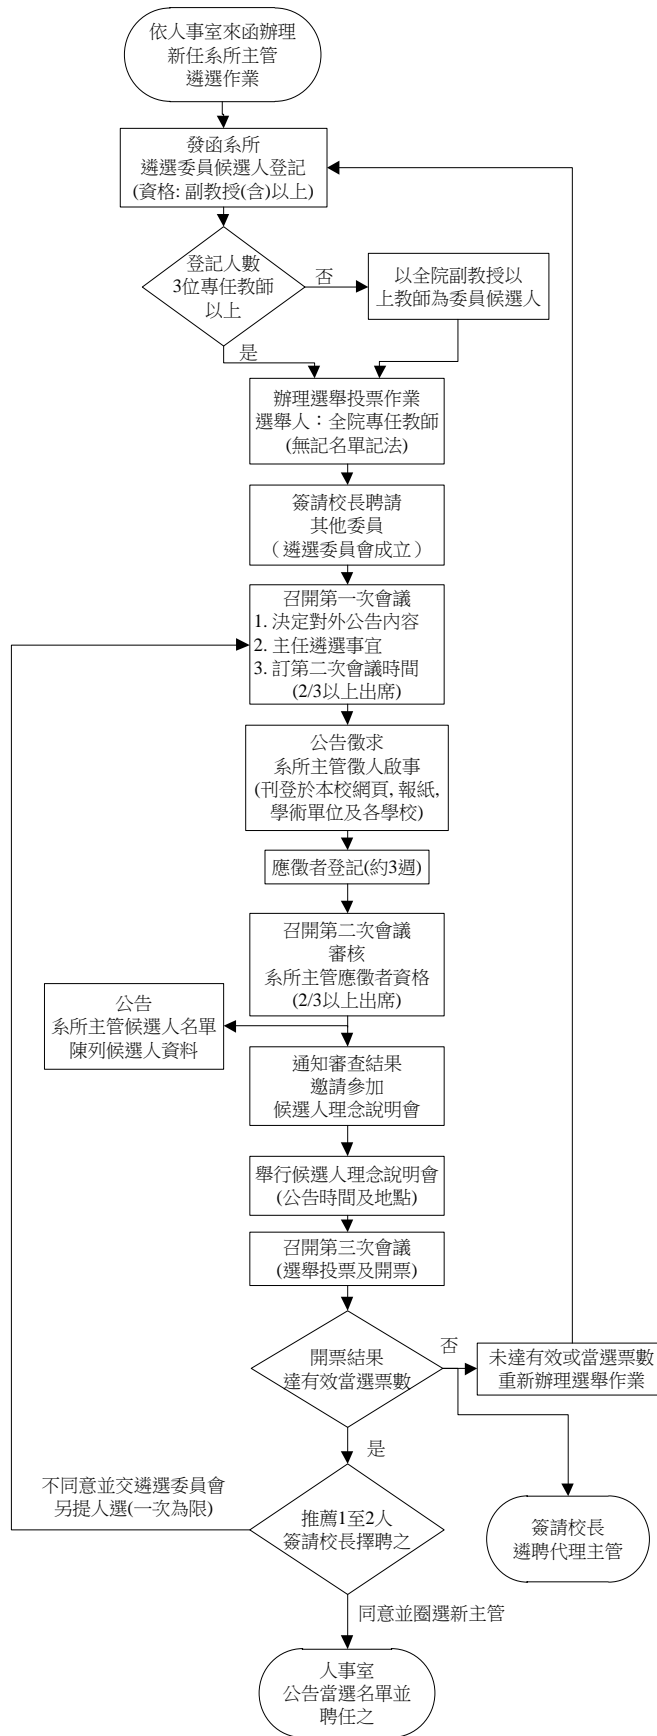 依人事室來函辦理
新任系所主管
遴選作業
發函系所
遴選委員候選人登記
(資格: 副教授(含)以上)
登記人數
3位專任教師
以上
否
以全院副教授以
上教師為委員候選人
是
辦理選舉投票作業
選舉人：全院專任教師
(無記名單記法)
簽請校長聘請
其他委員
（遴選委員會成立）
召開第一次會議
1. 決定對外公告內容
2. 主任遴選事宜
3. 訂第二次會議時間
(2/3以上出席)
公告徵求
系所主管徵人啟事
(刊登於本校網頁, 報紙,
學術單位及各學校)
應徵者登記(約3週)
召開第二次會議
審核
系所主管應徵者資格
(2/3以上出席)
公告
系所主管候選人名單
陳列候選人資料
通知審查結果
邀請參加
候選人理念說明會
舉行候選人理念說明會
(公告時間及地點)
召開第三次會議
(選舉投票及開票)
開票結果
達有效當選票數
否
未達有效或當選票數
重新辦理選舉作業
是
不同意並交遴選委員會
另提人選(一次為限)
推薦1至2人
簽請校長擇聘之
簽請校長
遴聘代理主管
同意並圈選新主管
人事室
公告當選名單並
聘任之